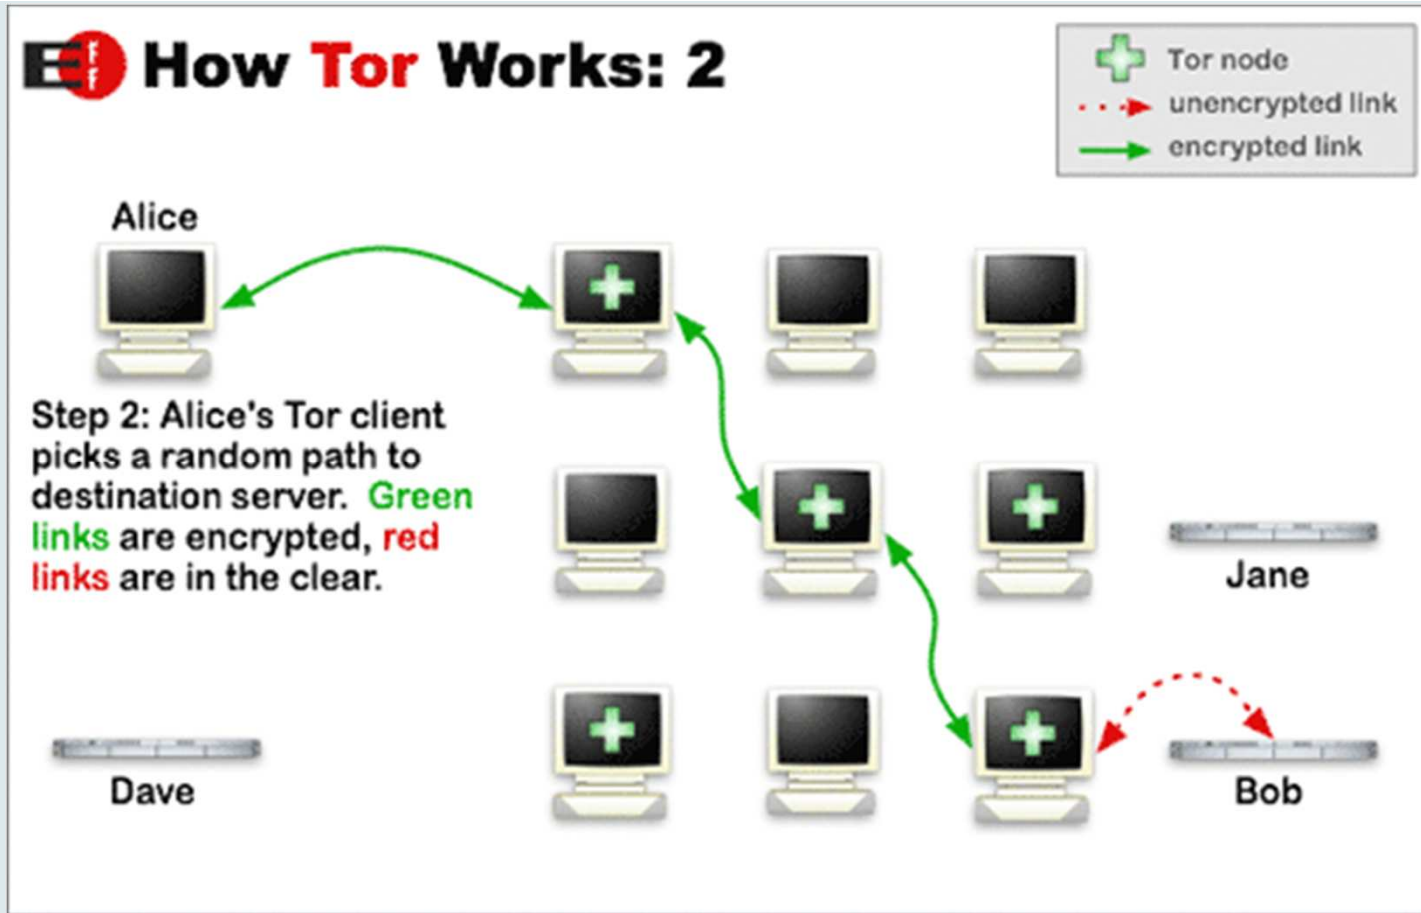 EFF How Tor Works: 2
Tor node
unencrypted link
encrypted link
Alice
Step 2: Alice's Tor client
picks a random path to
destination server. Green
links are encrypted, red
links are in the clear.
Jane
Dave
Bob